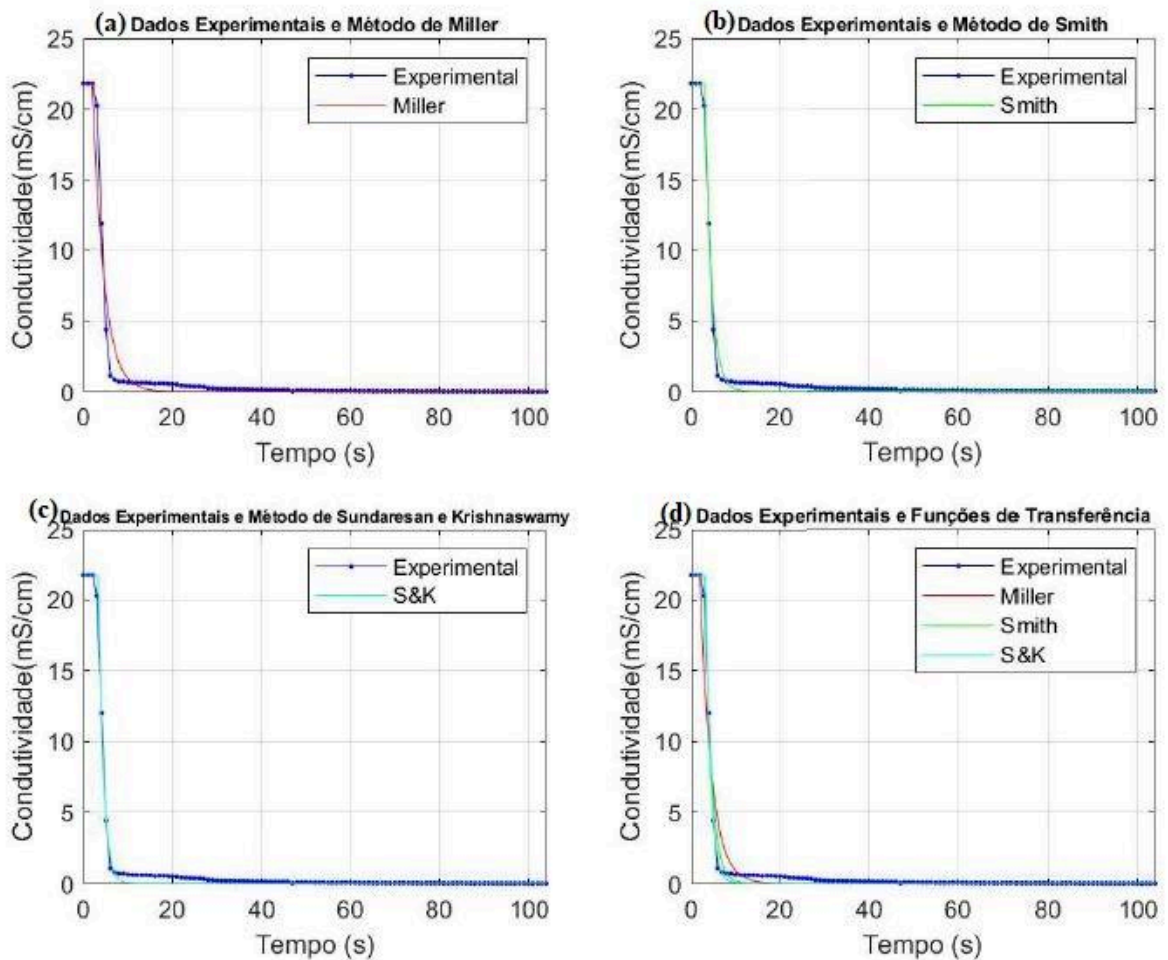 (a) Dados Experimentais e Método de Miller
25
20
15
10
5
0
Condutividade(mS/cm)
Experimental
Miller
0 20 40 60 80 100
Tempo (s)
(b) Dados Experimentais e Método de Smith
25
20
15
10
5
0
Condutividade(mS/cm)
Experimental
Smith
0 20 40 60 80 100
Tempo (s)
(c) Dados Experimentais e Método de Sundaresan e Krishnaswamy
25
20
15
10
5
0
Condutividade(mS/cm)
Experimental
S&K
0 20 40 60 80 100
Tempo (s)
(d) Dados Experimentais e Funções de Transferência
25
20
15
10
5
0
Condutividade(mS/cm)
Experimental
Miller
Smith
S&K
0 20 40 60 80 100
Tempo (s)